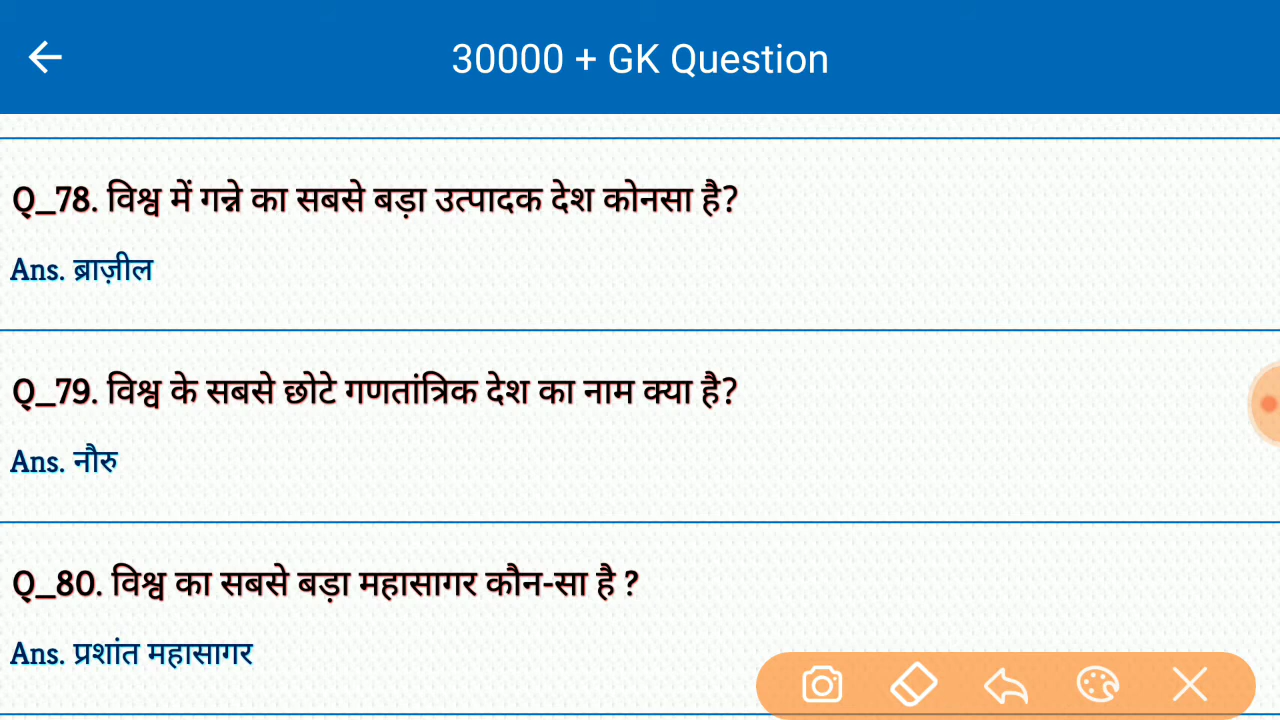 30000 + GK Question
Q_78. विश्व में गन्ने का सबसे बड़ा उत्पादक देश कोनसा है?
Ans. ब्राज़ील
Q_79. विश्व के सबसे छोटे गणतांत्रिक देश का नाम क्या है?
Ans. नौरु
Q_80. विश्व का सबसे बड़ा महासागर कौन-सा है ?
Ans. प्रशांत महासागर